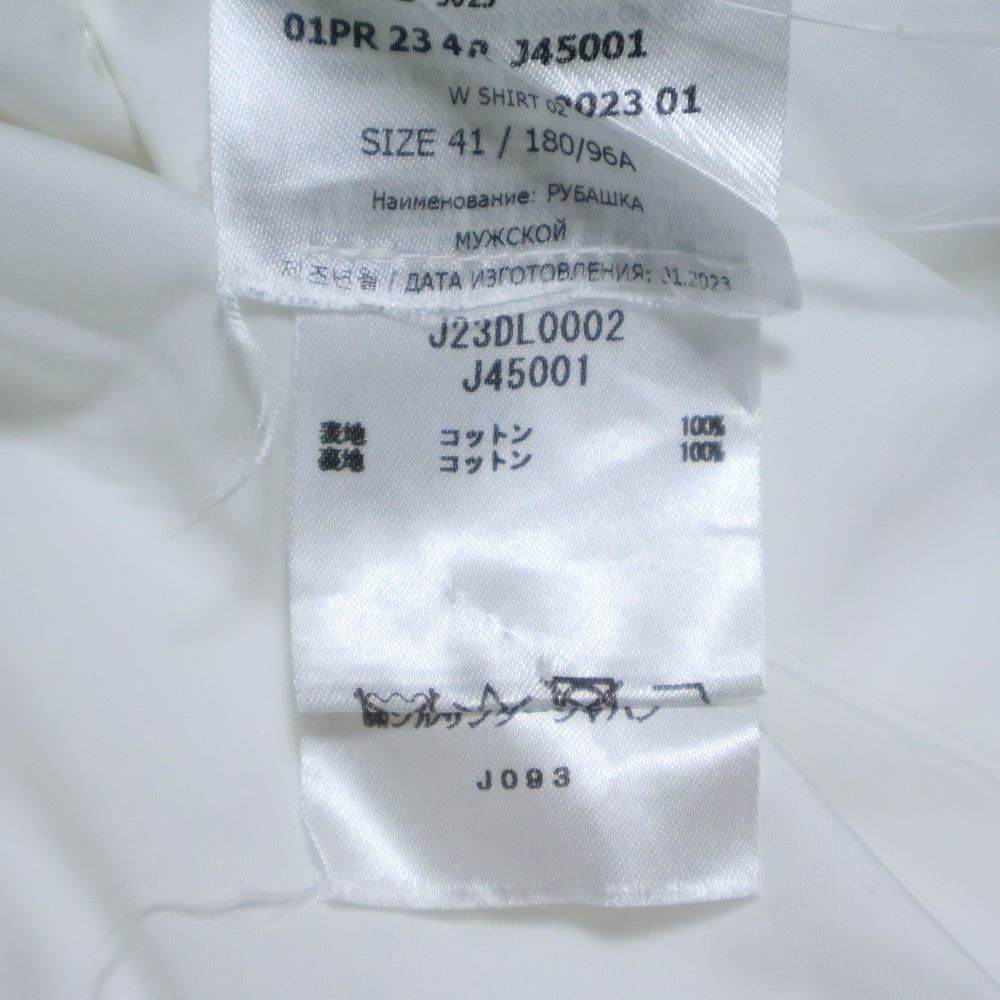 01PR 23 J45001
W SHIRT 02 2023 01
SIZE 41 / 180/96A
Наименование: РУБАШКА
МУЖСКОЙ
제조년월 / ДАТА ИЗГОТОВЛЕНИЯ: 01.2023
J23DL0002
J45001
表地 コットン 100%
裏地 コットン 100%
J093